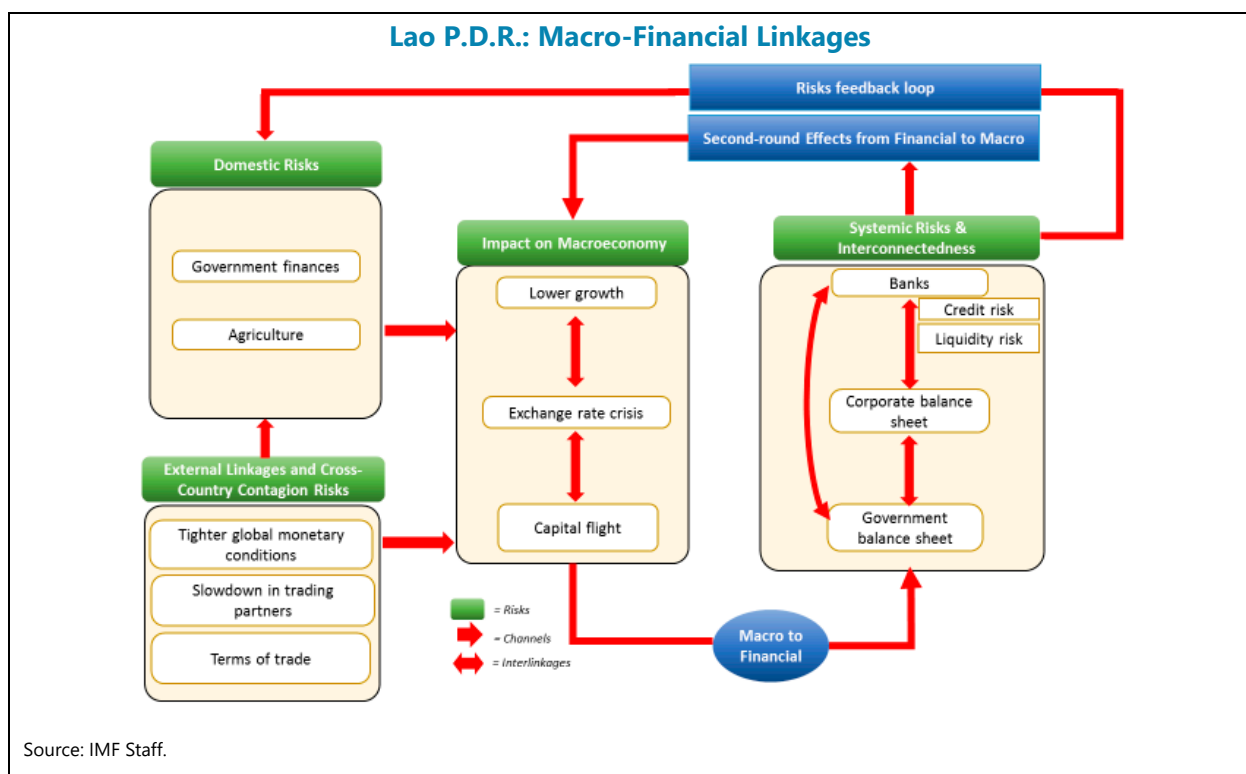 Lao P.D.R.: Macro-Financial Linkages
Risks feedback loop
Second-round Effects from Financial to Macro
Domestic Risks
Government finances
Agriculture
External Linkages and Cross-
Country Contagion Risks
Tighter global monetary
conditions
Slowdown in trading
partners
Terms of trade
Impact on Macroeconomy
Lower growth
Exchange rate crisis
Capital flight
Systemic Risks &
Interconnectedness
Banks
Credit risk
Liquidity risk
Corporate balance
sheet
Government
balance sheet
= Risks
= Channels
= Interlinkages
Macro to
Financial
Source: IMF Staff.